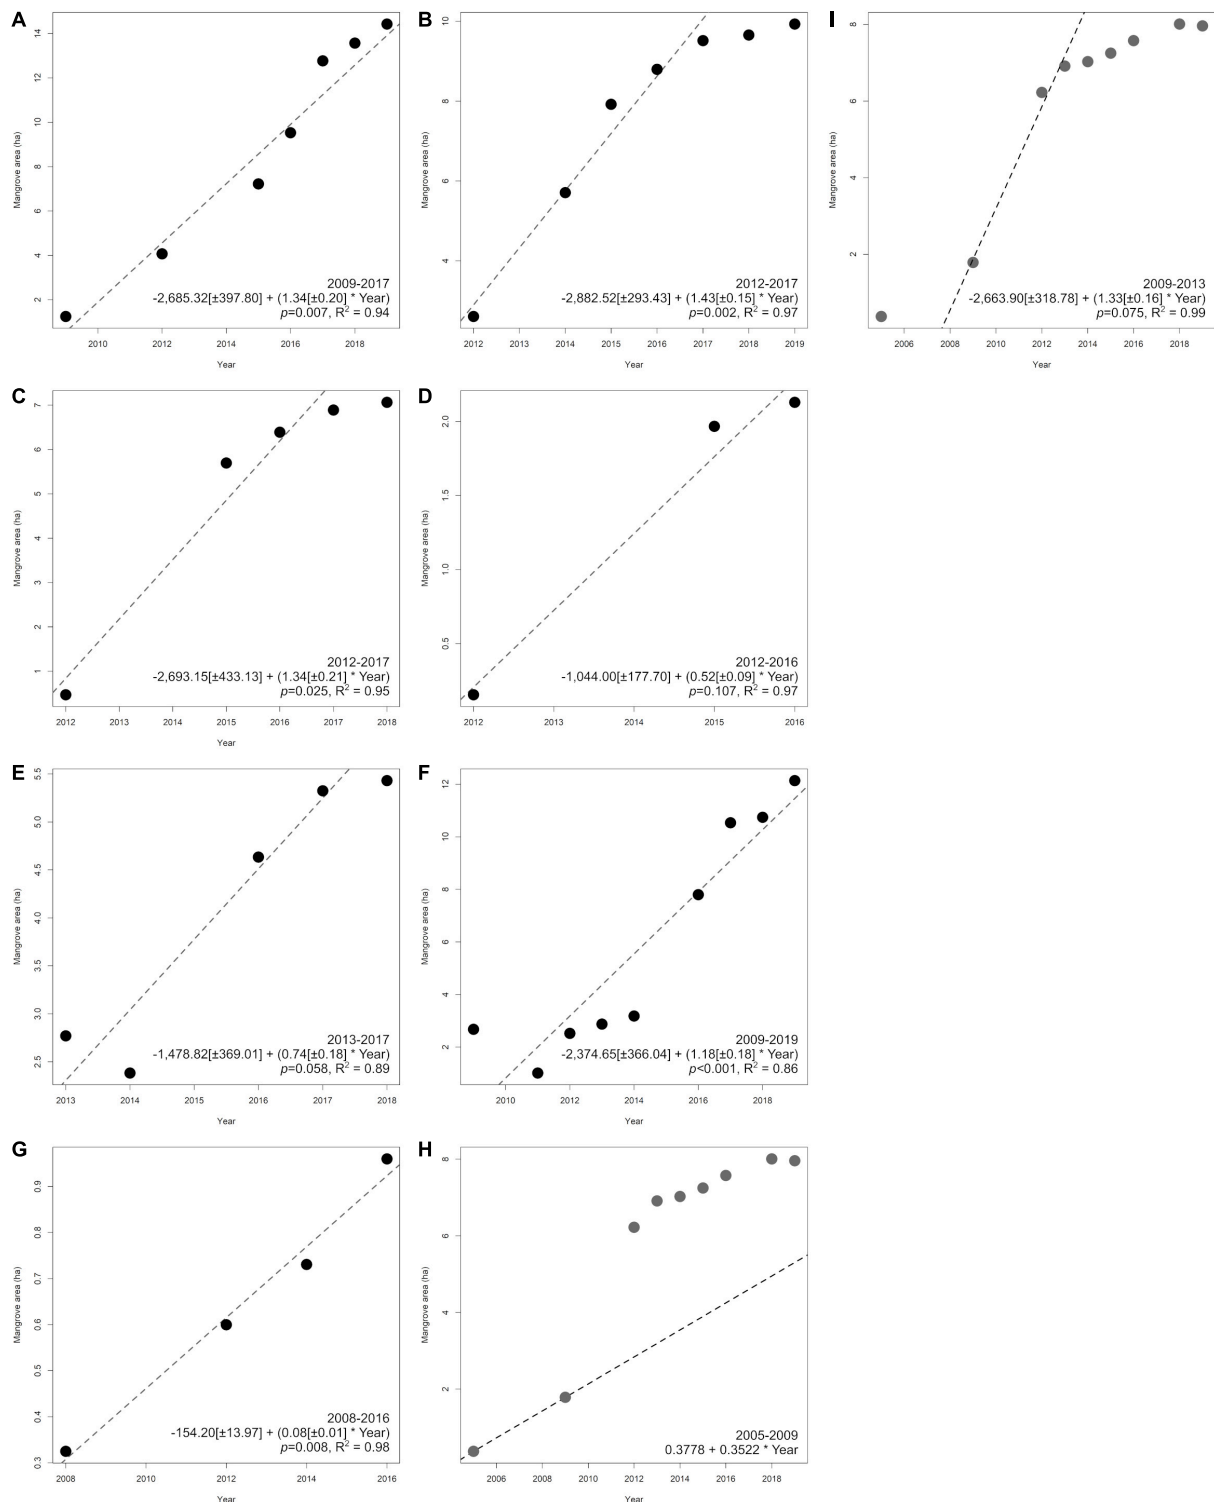 A
Mangrove area (ha)
14
12
10
8
6
4
2
2009-2017
-2,685.32[±397.80] + (1.34[±0.20] * Year)
p=0.007, R² = 0.94
2010 2012 2014 2016 2018
Year
B
Mangrove area (ha)
10
8
6
4
2012-2017
-2,882.52[±293.43] + (1.43[±0.15] * Year)
p=0.002, R² = 0.97
2012 2013 2014 2015 2016 2017 2018 2019
Year
I
Mangrove area (ha)
8
6
4
2
2009-2013
-2,663.90[±318.78] + (1.33[±0.16] * Year)
p=0.075, R² = 0.99
2006 2008 2010 2012 2014 2016 2018
Year
C
Mangrove area (ha)
7
6
5
4
3
2
1
2012-2017
-2,693.15[±433.13] + (1.34[±0.21] * Year)
p=0.025, R² = 0.95
2012 2013 2014 2015 2016 2017 2018
Year
D
Mangrove area (ha)
2.0
1.5
1.0
0.5
2012-2016
-1,044.00[±177.70] + (0.52[±0.09] * Year)
p=0.107, R² = 0.97
2012 2013 2014 2015 2016
Year
E
Mangrove area (ha)
5.5
5.0
4.5
4.0
3.5
3.0
2.5
2013-2017
-1,478.82[±369.01] + (0.74[±0.18] * Year)
p=0.058, R² = 0.89
2013 2014 2015 2016 2017 2018
Year
F
Mangrove area (ha)
12
10
8
6
4
2
2009-2019
-2,374.65[±366.04] + (1.18[±0.18] * Year)
p<0.001, R² = 0.86
2010 2012 2014 2016 2018
Year
G
Mangrove area (ha)
0.9
0.8
0.7
0.6
0.5
0.4
0.3
2008-2016
-154.20[±13.97] + (0.08[±0.01] * Year)
p=0.008, R² = 0.98
2008 2010 2012 2014 2016
Year
H
Mangrove area (ha)
8
6
4
2
2005-2009
0.3778 + 0.3522 * Year
2006 2008 2010 2012 2014 2016 2018
Year